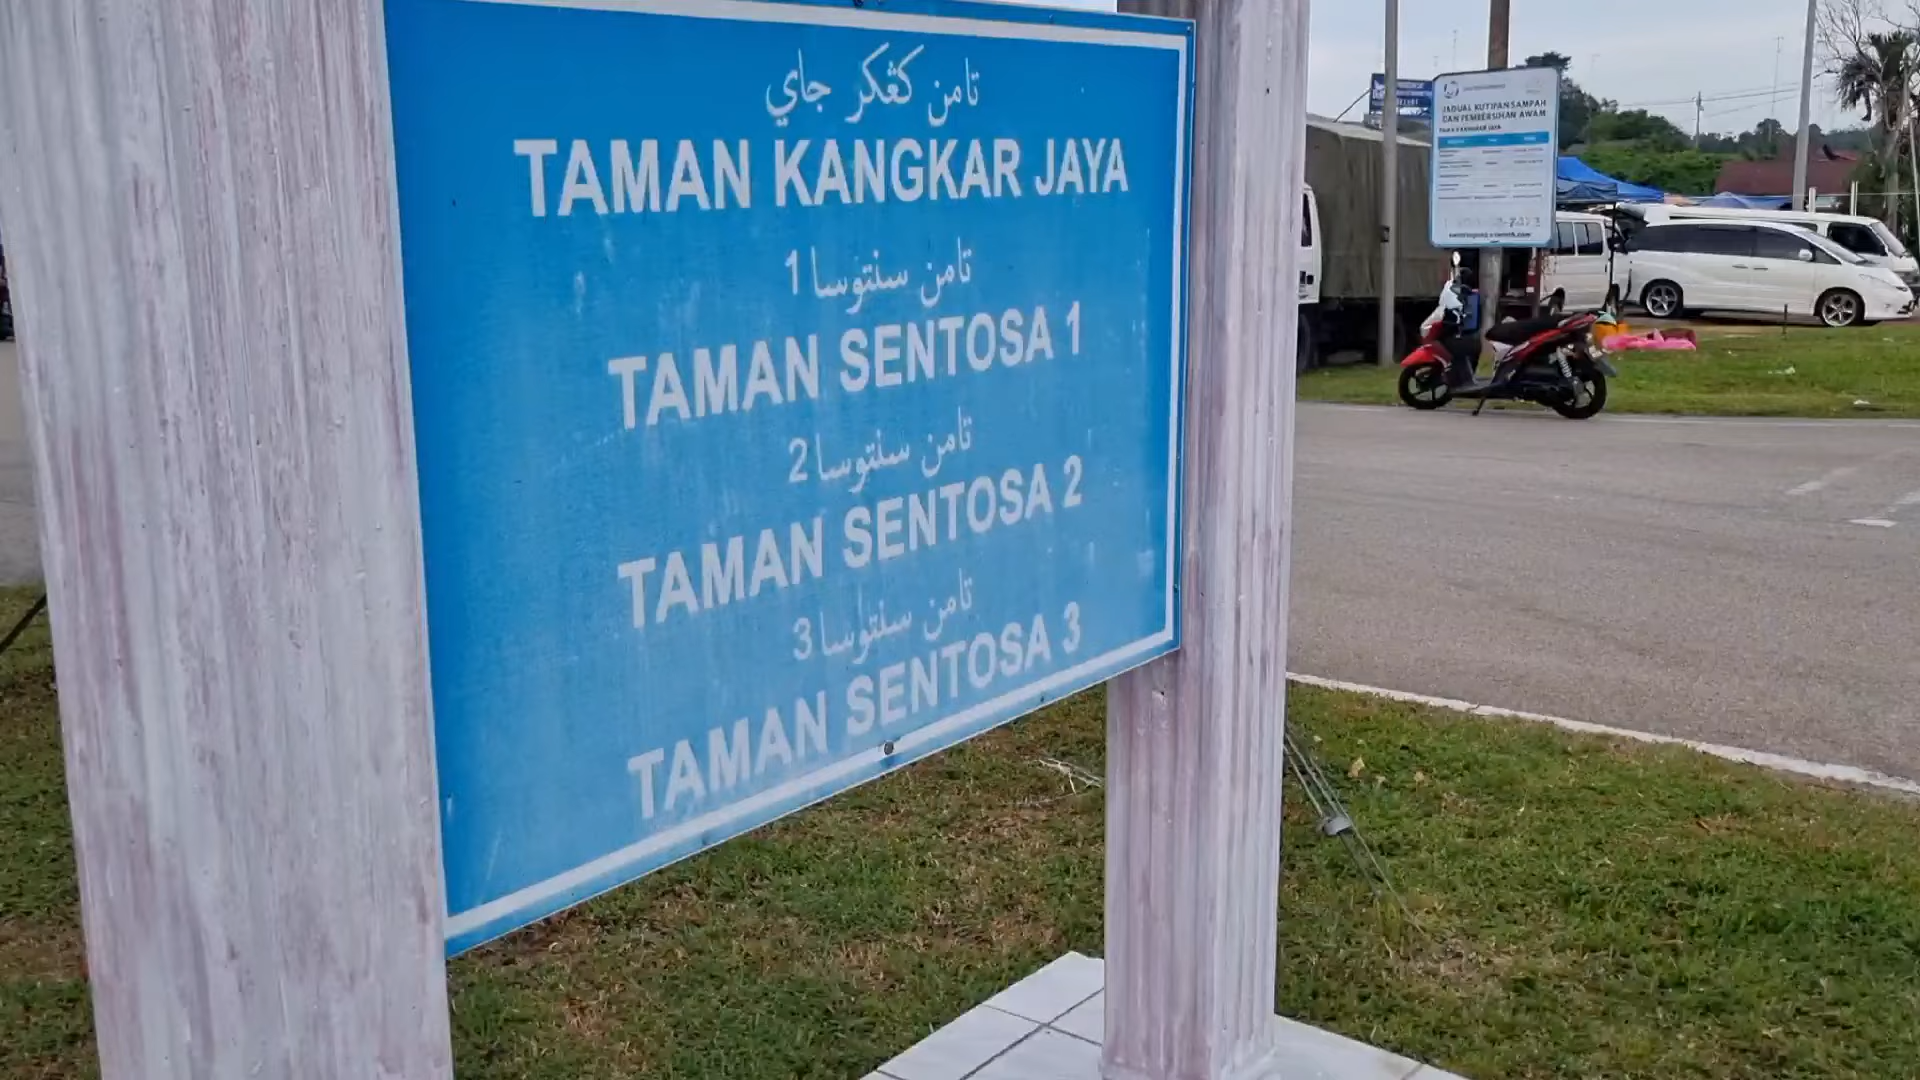 تامن كڠكر جاي
TAMAN KANGKAR JAYA
تامن سنتوسا 1
TAMAN SENTOSA 1
تامن سنتوسا 2
TAMAN SENTOSA 2
تامن سنتوسا 3
TAMAN SENTOSA 3
JADUAL KUTIPAN SAMPAH
DAN PEMBERSIHAN AWAM